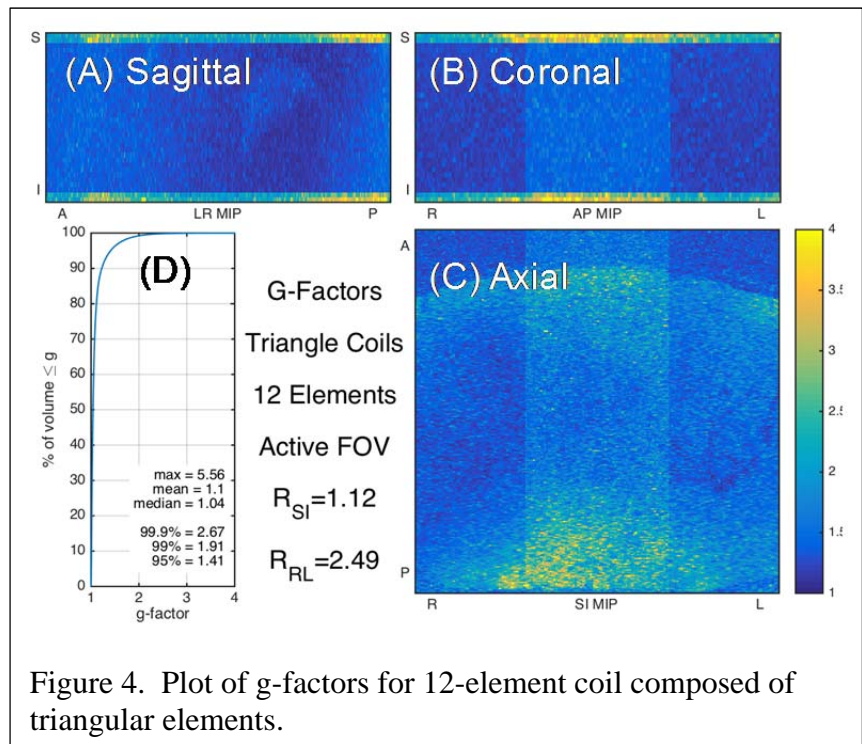 S
(A) Sagittal
I
A LR MIP P
S
(B) Coronal
I
R AP MIP L
100
90
80
70
60
50
40
30
20
10
0
% of volume ≤ g
(D)
max = 5.56
mean = 1.1
median = 1.04
99.9% = 2.67
99% = 1.91
95% = 1.41
1 2 3 4
g-factor
G-Factors
Triangle Coils
12 Elements
Active FOV
R_SI=1.12
R_RL=2.49
A
(C) Axial
P
R SI MIP L
4
3.5
3
2.5
2
1.5
1
Figure 4. Plot of g-factors for 12-element coil composed of
triangular elements.